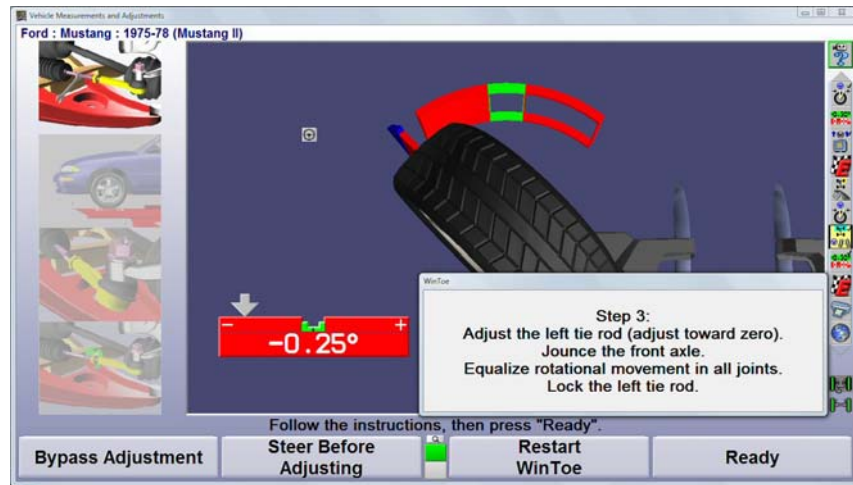 Vehicle Measurements and Adjustments
Ford : Mustang : 1975-78 (Mustang II)
- +
-0.25°
WinToe
Step 3:
Adjust the left tie rod (adjust toward zero).
Jounce the front axle.
Equalize rotational movement in all joints.
Lock the left tie rod.
Follow the instructions, then press "Ready".
Bypass Adjustment
Steer Before
Adjusting
Restart
WinToe
Ready